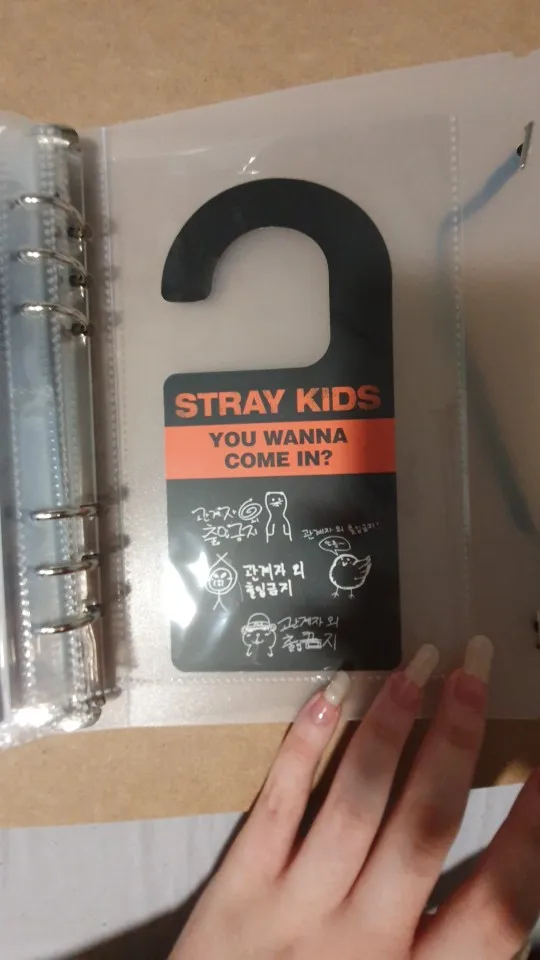 STRAY KIDS
YOU WANNA
COME IN?
관계자
출입금지
관계자 외 출입금지!
관계자 외
출입금지
관계자 외
출입금지